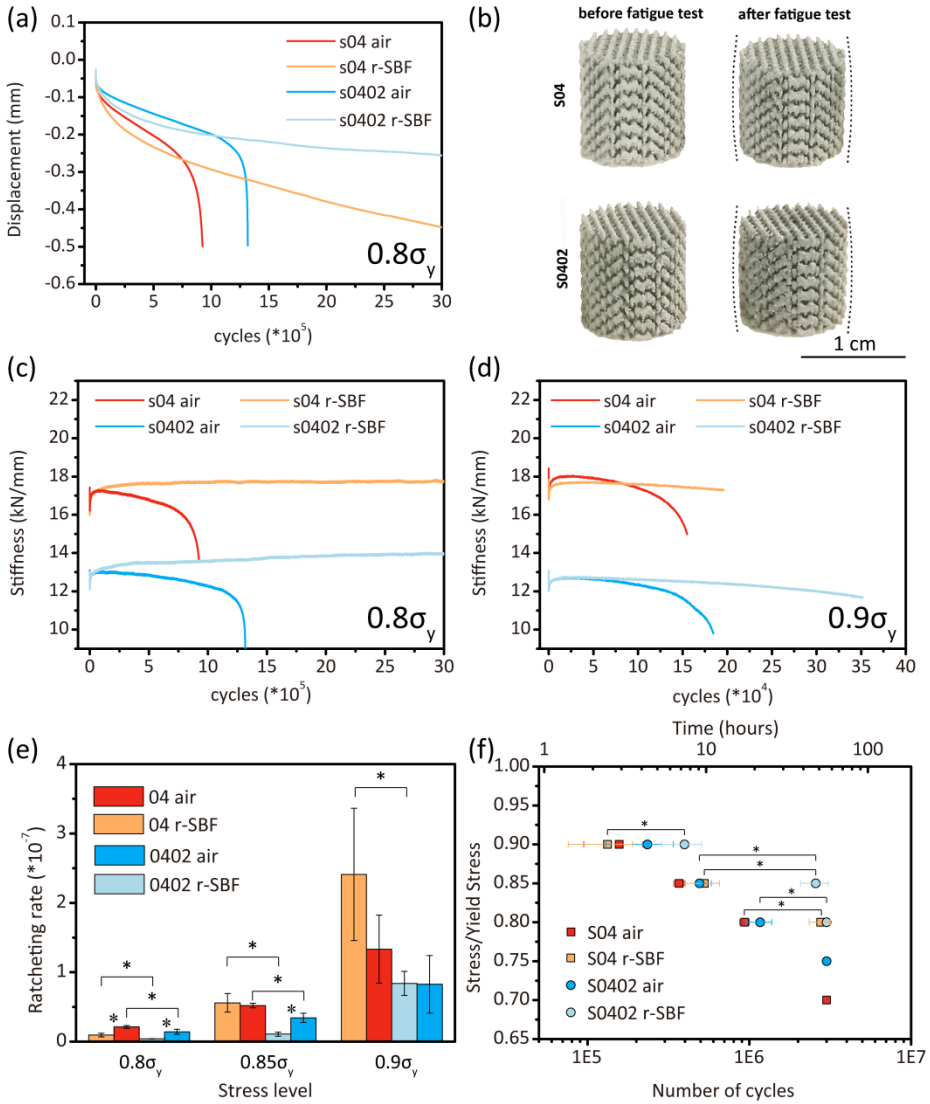 (a)
0.1
0.0
-0.1
-0.2
-0.3
-0.4
-0.5
-0.6
Displacement (mm)
s04 air
s04 r-SBF
s0402 air
s0402 r-SBF
0.8σy
0 5 10 15 20 25 30
cycles (*10^5)
(b)
before fatigue test after fatigue test
S04
S0402
1 cm
(c)
s04 air s04 r-SBF
s0402 air s0402 r-SBF
22
20
18
16
14
12
10
Stiffness (kN/mm)
0.8σy
0 5 10 15 20 25 30
cycles (*10^5)
(d)
s04 air s04 r-SBF
s0402 air s0402 r-SBF
22
20
18
16
14
12
10
Stiffness (kN/mm)
0.9σy
0 5 10 15 20 25 30 35 40
cycles (*10^4)
(e)
4
3
2
1
0
Ratcheting rate (*10^-7)
04 air
04 r-SBF
0402 air
0402 r-SBF
*
*
*
*
*
*
*
*
0.8σy 0.85σy 0.9σy
Stress level
(f)
Time (hours)
1 10 100
1.00
0.95
0.90
0.85
0.80
0.75
0.70
0.65
Stress/Yield Stress
*
*
*
*
*
S04 air
S04 r-SBF
S0402 air
S0402 r-SBF
1E5 1E6 1E7
Number of cycles